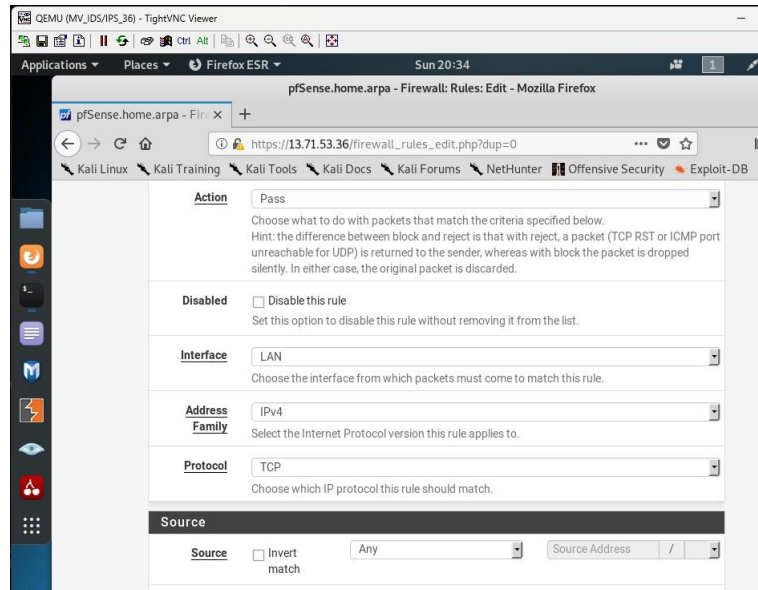 QEMU (MV_IDS/IPS_36) - TightVNC Viewer
Ctrl Alt
Applications Places Firefox ESR Sun 20:34 1
pfSense.home.arpa - Firewall: Rules: Edit - Mozilla Firefox
pf pfSense.home.arpa - Fir × +
https://13.71.53.36/firewall_rules_edit.php?dup=0
Kali Linux Kali Training Kali Tools Kali Docs Kali Forums NetHunter Offensive Security Exploit-DB
Action Pass
Choose what to do with packets that match the criteria specified below.
Hint: the difference between block and reject is that with reject, a packet (TCP RST or ICMP port
unreachable for UDP) is returned to the sender, whereas with block the packet is dropped
silently. In either case, the original packet is discarded.
Disabled Disable this rule
Set this option to disable this rule without removing it from the list.
Interface LAN
Choose the interface from which packets must come to match this rule.
Address Family IPv4
Select the Internet Protocol version this rule applies to.
Protocol TCP
Choose which IP protocol this rule should match.
Source
Source Invert match Any Source Address /